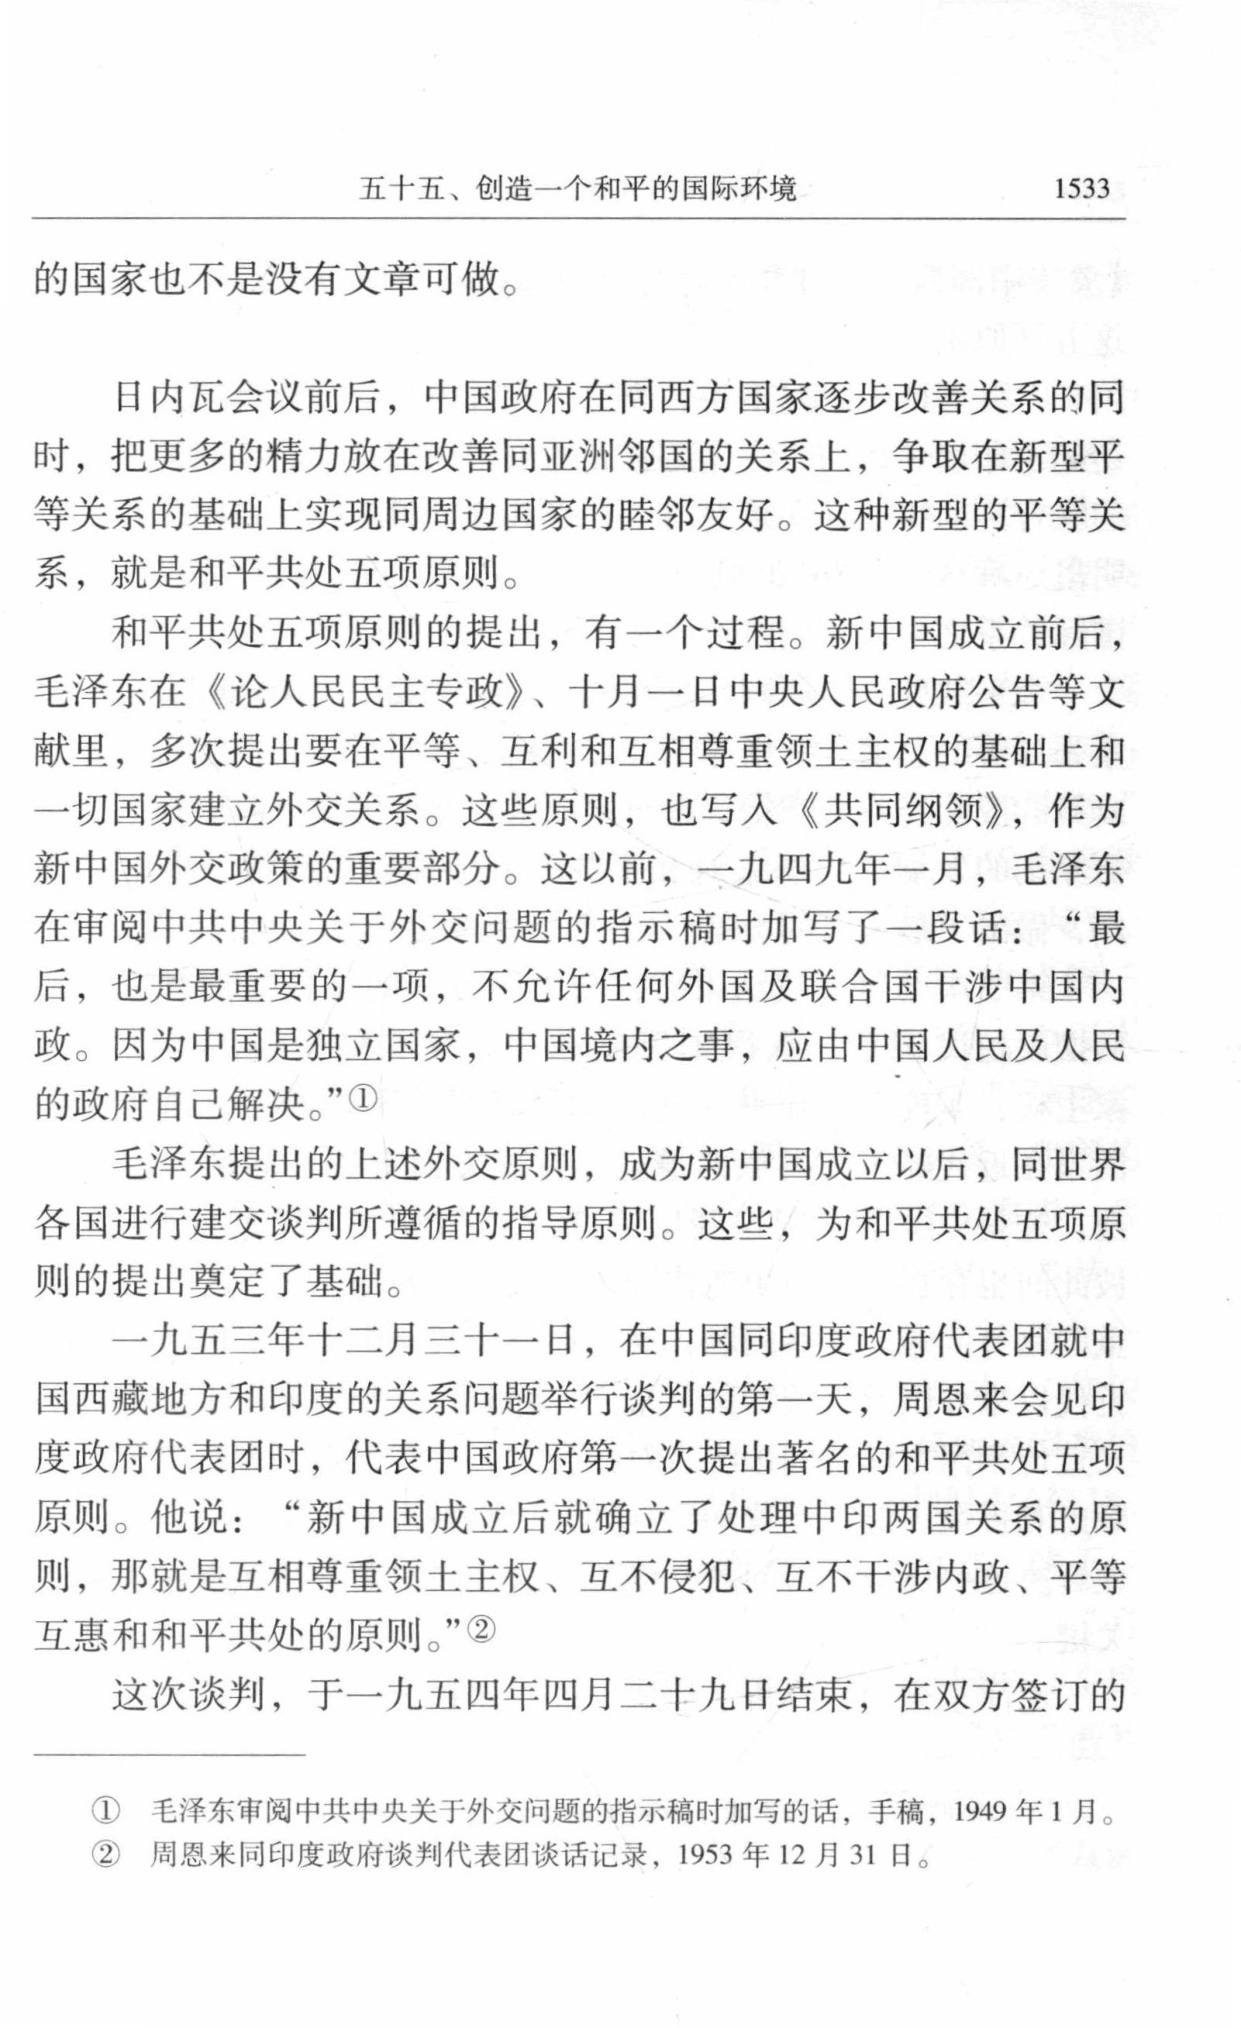 五十五、创造一个和平的国际环境 1533
的国家也不是没有文章可做。
日内瓦会议前后，中国政府在同西方国家逐步改善关系的同
时，把更多的精力放在改善同亚洲邻国的关系上，争取在新型平
等关系的基础上实现同周边国家的睦邻友好。这种新型的平等关
系，就是和平共处五项原则。
和平共处五项原则的提出，有一个过程。新中国成立前后，
毛泽东在《论人民民主专政》、十月一日中央人民政府公告等文
献里，多次提出要在平等、互利和互相尊重领土主权的基础上和
一切国家建立外交关系。这些原则，也写入《共同纲领》，作为
新中国外交政策的重要部分。这以前，一九四九年一月，毛泽东
在审阅中共中央关于外交问题的指示稿时加写了一段话：“最
后，也是最重要的一项，不允许任何外国及联合国干涉中国内
政。因为中国是独立国家，中国境内之事，应由中国人民及人民
的政府自己解决。”①
毛泽东提出的上述外交原则，成为新中国成立以后，同世界
各国进行建交谈判所遵循的指导原则。这些，为和平共处五项原
则的提出奠定了基础。
一九五三年十二月三十一日，在中国同印度政府代表团就中
国西藏地方和印度的关系问题举行谈判的第一天，周恩来会见印
度政府代表团时，代表中国政府第一次提出著名的和平共处五项
原则。他说：“新中国成立后就确立了处理中印两国关系的原
则，那就是互相尊重领土主权、互不侵犯、互不干涉内政、平等
互惠和和平共处的原则。”②
这次谈判，于一九五四年四月二十九日结束，在双方签订的
① 毛泽东审阅中共中央关于外交问题的指示稿时加写的话，手稿，1949 年 1 月。
② 周恩来同印度政府谈判代表团谈话记录，1953 年 12 月 31 日。